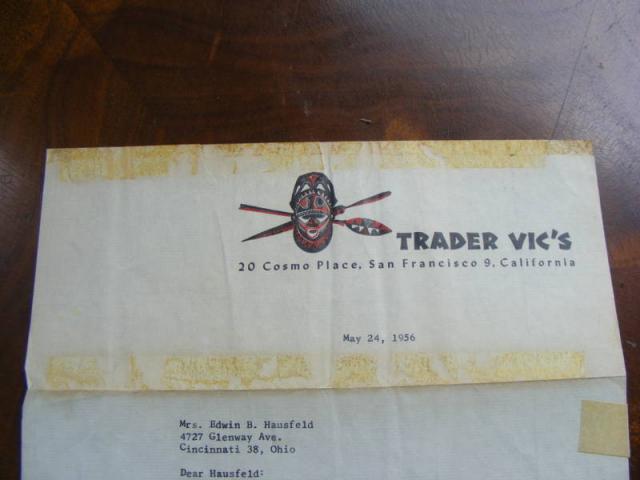 TRADER VIC'S
20 Cosmo Place, San Francisco 9, California
May 24, 1956
Mrs. Edwin B. Hausfeld
4727 Glenway Ave.
Cincinnati 38, Ohio
Dear Hausfeld: